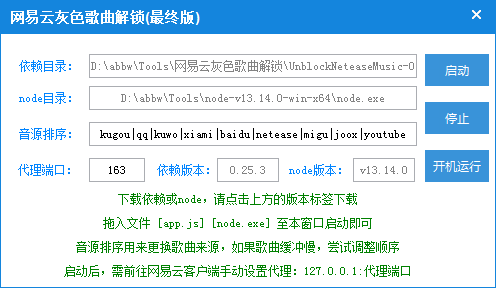 网易云灰色歌曲解锁(最终版)
依赖目录： D:\abbw\Tools\网易云灰色歌曲解锁\UnblockNeteaseMusic-0 启动
node目录： D:\abbw\Tools\node-v13.14.0-win-x64\node.exe
停止
音源排序： kugou|qq|kuwo|xiami|baidu|netease|migu|joox|youtube
代理端口： 163 依赖版本： 0.25.3 node版本： v13.14.0 开机运行
下载依赖或node，请点击上方的版本标签下载
拖入文件 [app.js] [node.exe] 至本窗口启动即可
音源排序用来更换歌曲来源，如果歌曲缓冲慢，尝试调整顺序
启动后，需前往网易云客户端手动设置代理：127.0.0.1:代理端口